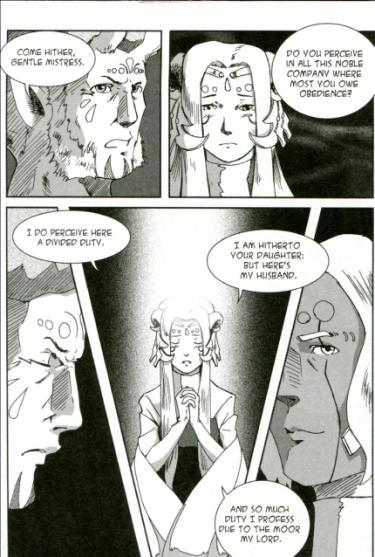 COME HITHER,
GENTLE MISTRESS.
DO YOU PERCEIVE
IN ALL THIS NOBLE
COMPANY WHERE
MOST YOU OWE
OBEDIENCE?
I DO PERCEIVE HERE
A DIVIDED DUTY.
I AM HITHERTO
YOUR DAUGHTER:
BUT HERE'S
MY HUSBAND.
AND SO MUCH
DUTY I PROFESS
DUE TO THE MOOR
MY LORD.